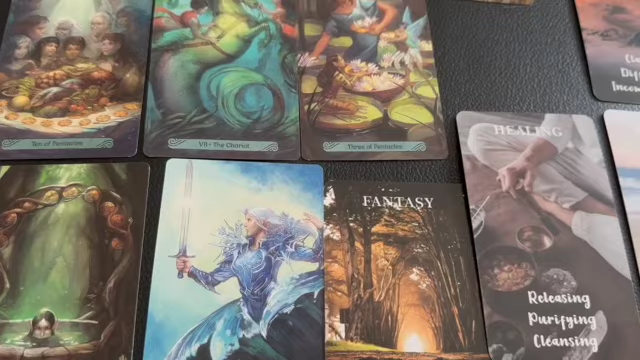 Ten of Pentacles
VII - The Chariot
Three of Pentacles
HEALING
FANTASY
Releasing
Purifying
Cleansing